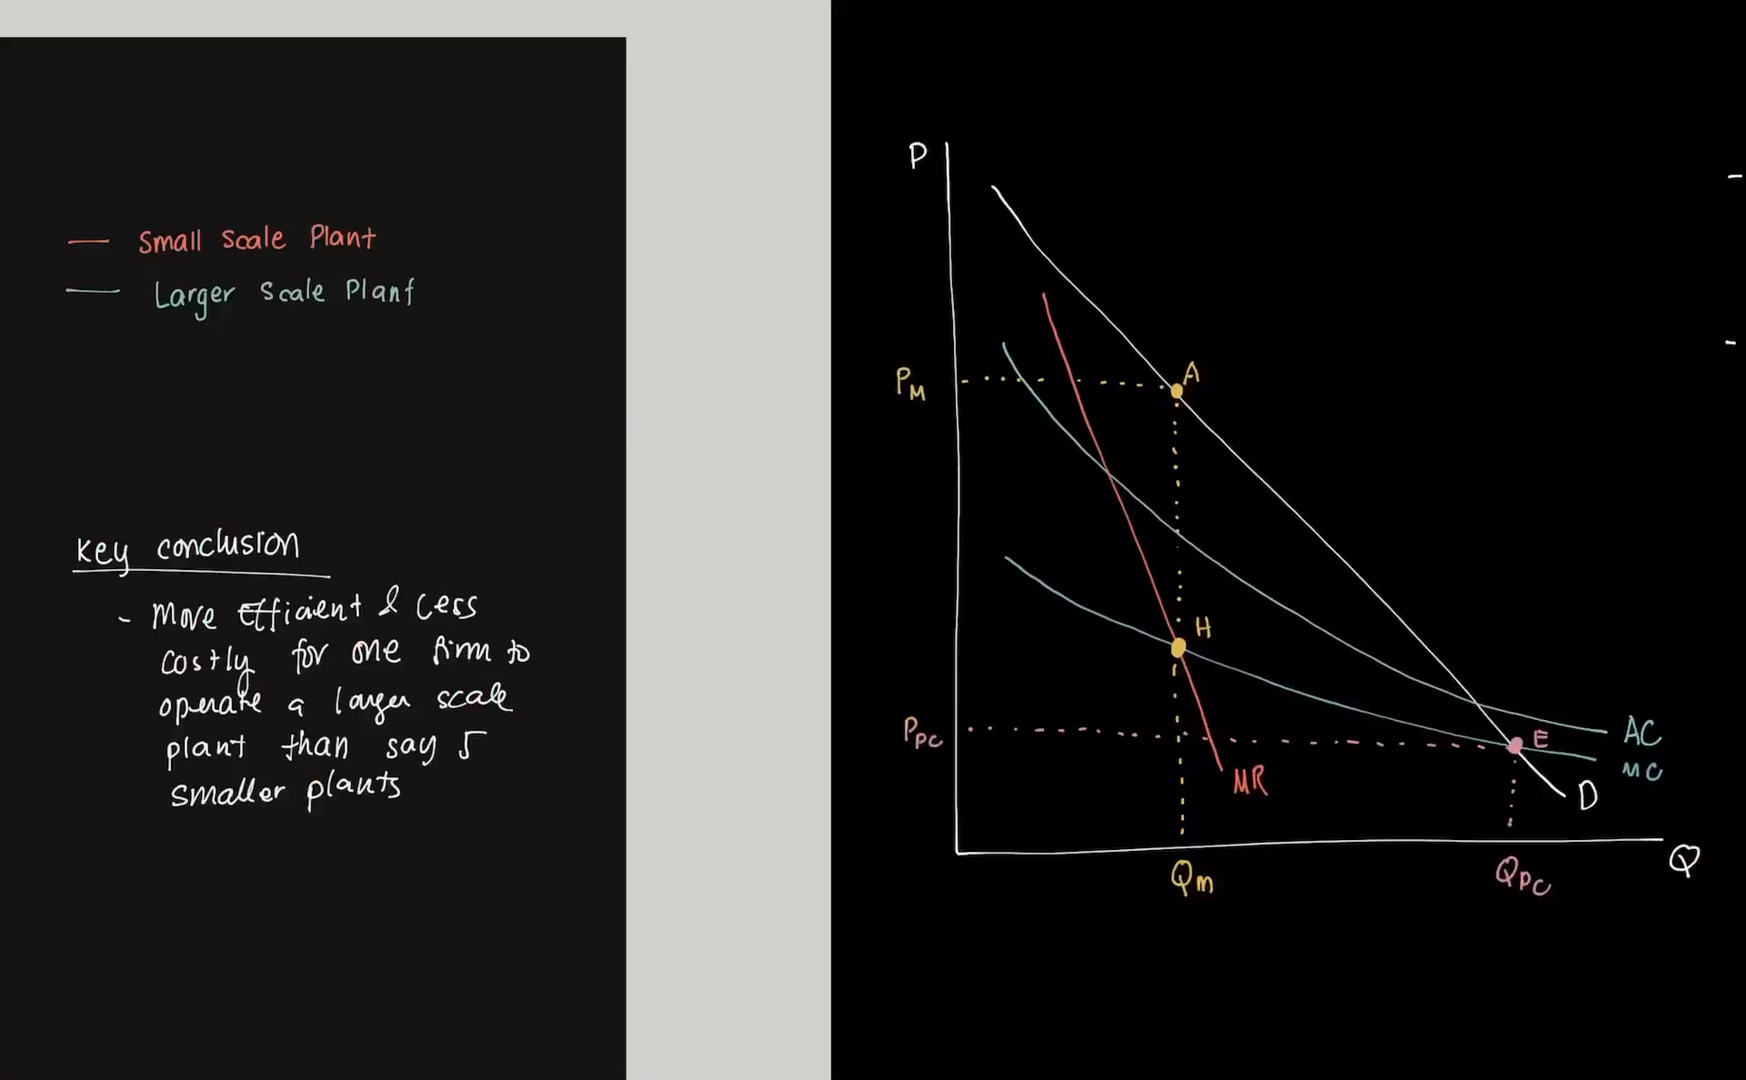 Small Scale Plant
Larger Scale Plant
Key conclusion
- More Efficient & Less
costly for one firm to
operate a larger scale
plant than say 5
smaller plants
P
A
PM
H
PPC
E
AC
MC
MR
D
Q
QM
QPC